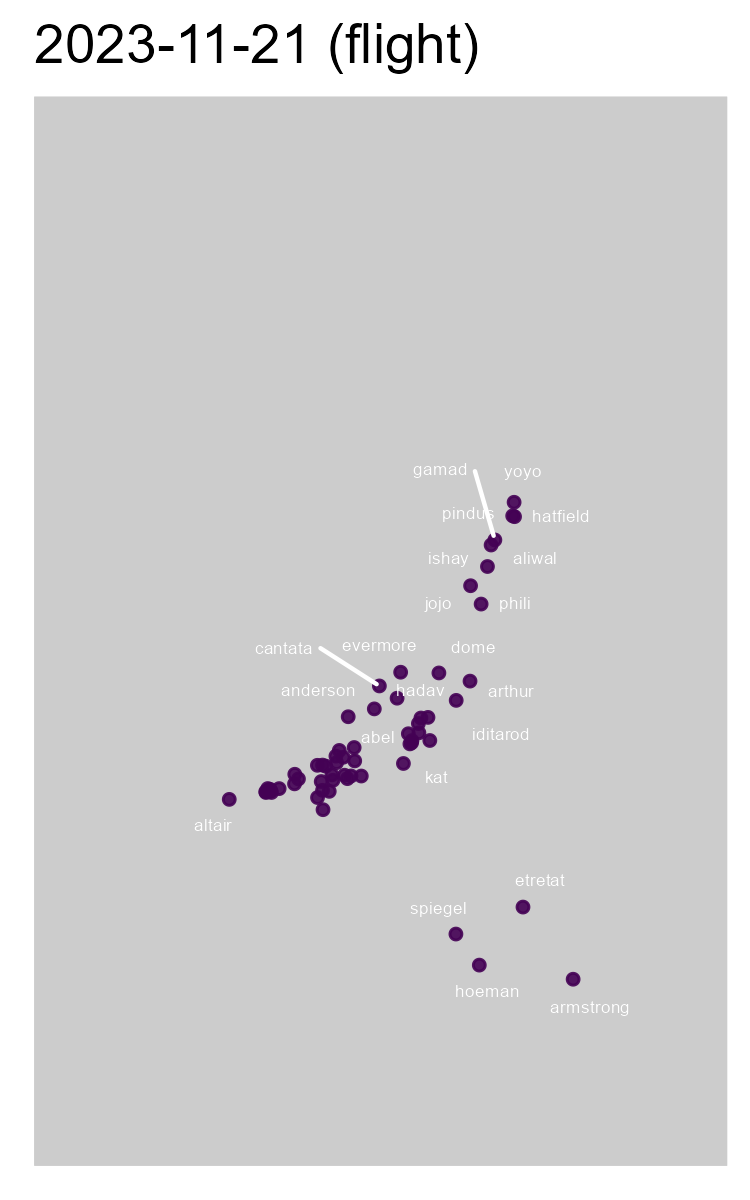 2023-11-21 (flight)
gamad
yoyo
pindus
hatfield
ishay
aliwal
jojo
phili
cantata
evermore
dome
anderson
hadav
arthur
abel
iditarod
kat
altair
etretat
spiegel
hoeman
armstrong